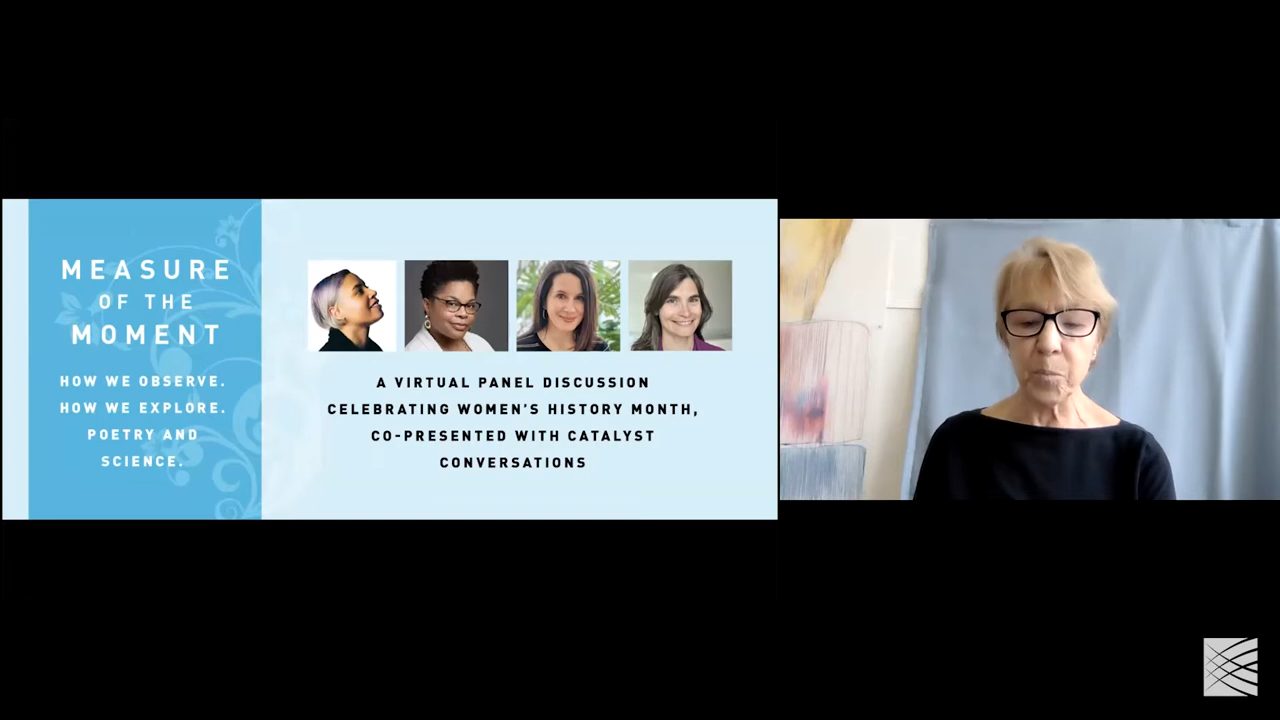 MEASURE
OF THE
MOMENT
HOW WE OBSERVE.
HOW WE EXPLORE.
POETRY AND
SCIENCE.
A VIRTUAL PANEL DISCUSSION
CELEBRATING WOMEN'S HISTORY MONTH,
CO-PRESENTED WITH CATALYST
CONVERSATIONS